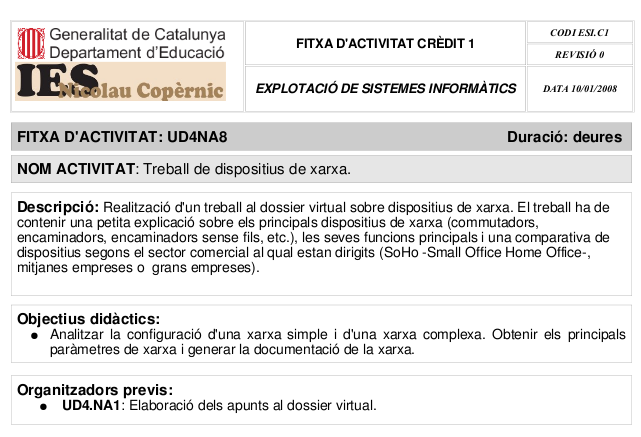 Generalitat de Catalunya
Departament d'Educació
IES
Nicolau Copèrnic
FITXA D'ACTIVITAT CRÈDIT 1
EXPLOTACIÓ DE SISTEMES INFORMÀTICS
CODI ESI.C1
REVISIÓ 0
DATA 10/01/2008
FITXA D'ACTIVITAT: UD4NA8 Duració: deures
NOM ACTIVITAT: Treball de dispositius de xarxa.
Descripció: Realització d'un treball al dossier virtual sobre dispositius de xarxa. El treball ha de
contenir una petita explicació sobre els principals dispositius de xarxa (commutadors,
encaminadors, encaminadors sense fils, etc.), les seves funcions principals i una comparativa de
dispositius segons el sector comercial al qual estan dirigits (SoHo -Small Office Home Office-,
mitjanes empreses o grans empreses).
Objectius didàctics:
● Analitzar la configuració d'una xarxa simple i d'una xarxa complexa. Obtenir els principals
paràmetres de xarxa i generar la documentació de la xarxa.
Organitzadors previs:
● UD4.NA1: Elaboració dels apunts al dossier virtual.